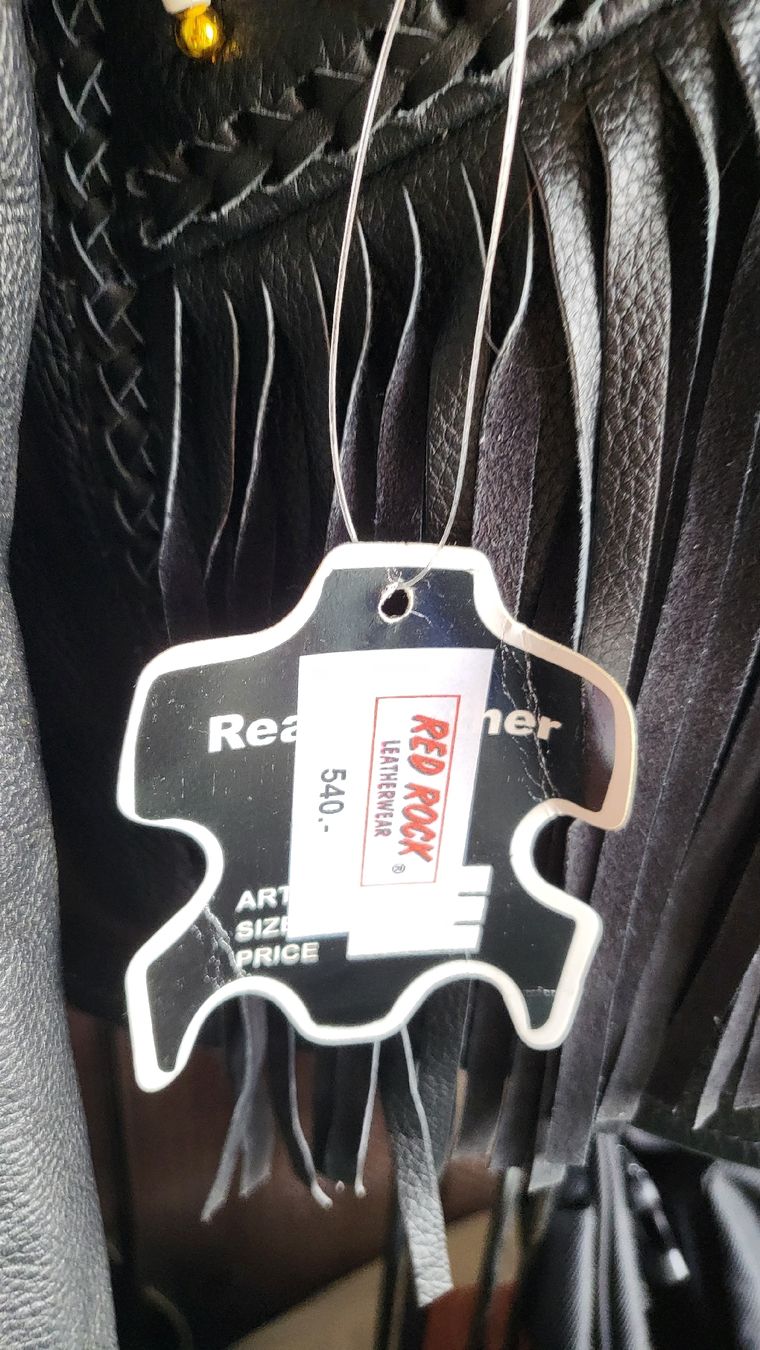 Rea her
RED ROCK
LEATHERWEAR ®
540.-
ART
SIZE
PRICE